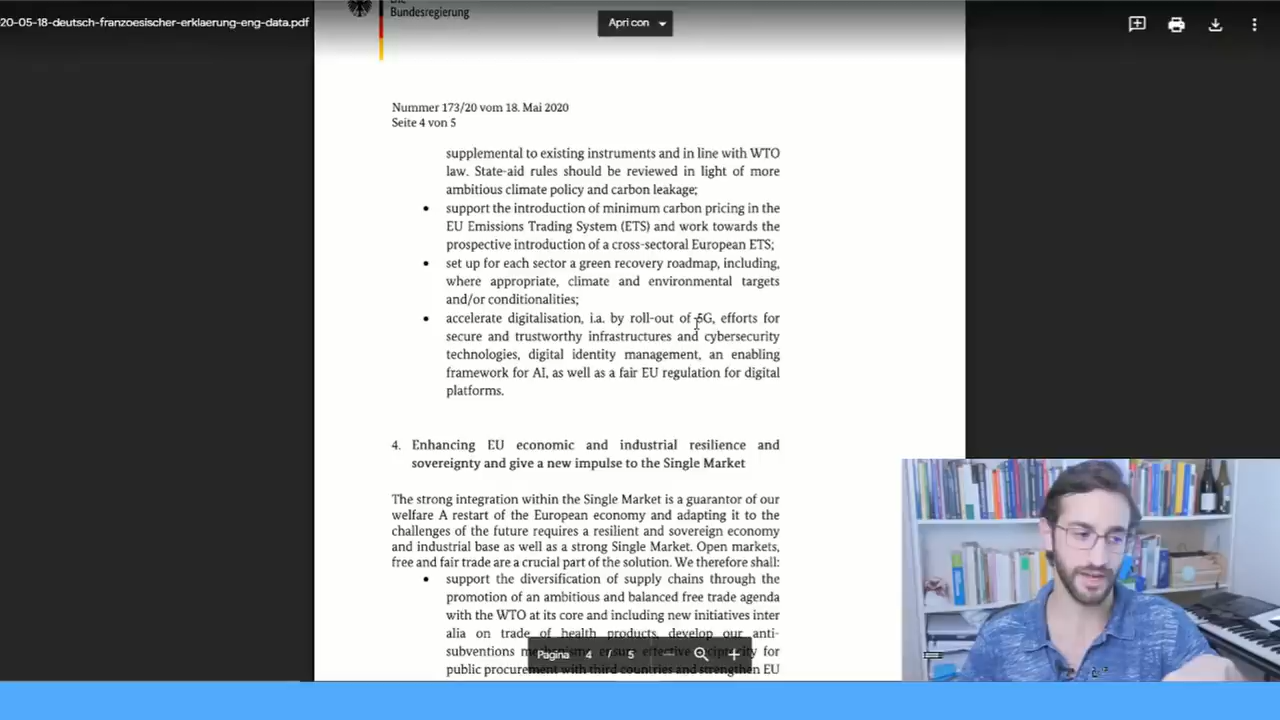 20-05-18-deutsch-franzoesischer-erklaerung-eng-data.pdf
Apri con
Bundesregierung
Nummer 173/20 vom 18. Mai 2020
Seite 4 von 5
supplemental to existing instruments and in line with WTO
law. State-aid rules should be reviewed in light of more
ambitious climate policy and carbon leakage;
• support the introduction of minimum carbon pricing in the
EU Emissions Trading System (ETS) and work towards the
prospective introduction of a cross-sectoral European ETS;
• set up for each sector a green recovery roadmap, including,
where appropriate, climate and environmental targets
and/or conditionalities;
• accelerate digitalisation, i.a. by roll-out of 5G, efforts for
secure and trustworthy infrastructures and cybersecurity
technologies, digital identity management, an enabling
framework for AI, as well as a fair EU regulation for digital
platforms.
4. Enhancing EU economic and industrial resilience and
sovereignty and give a new impulse to the Single Market
The strong integration within the Single Market is a guarantor of our
welfare A restart of the European economy and adapting it to the
challenges of the future requires a resilient and sovereign economy
and industrial base as well as a strong Single Market. Open markets,
free and fair trade are a crucial part of the solution. We therefore shall:
• support the diversification of supply chains through the
promotion of an ambitious and balanced free trade agenda
with the WTO at its core and including new initiatives inter
alia on trade of health products, develop our anti-
subventions mechanisms ensure effective reciprocity for
public procurement with third countries and strengthen EU
Pagina 4 / 5